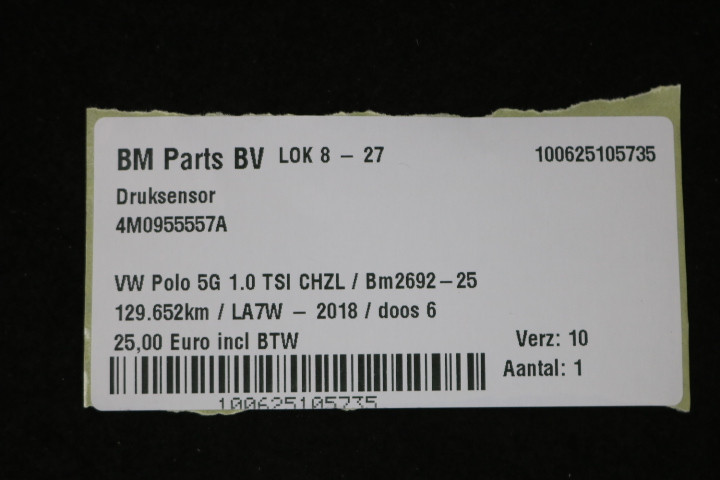 BM Parts BV LOK 8 – 27 100625105735
Druksensor
4M0955557A
VW Polo 5G 1.0 TSI CHZL / Bm2692-25
129.652km / LA7W – 2018 / doos 6
25,00 Euro incl BTW Verz: 10
Aantal: 1
100625105735